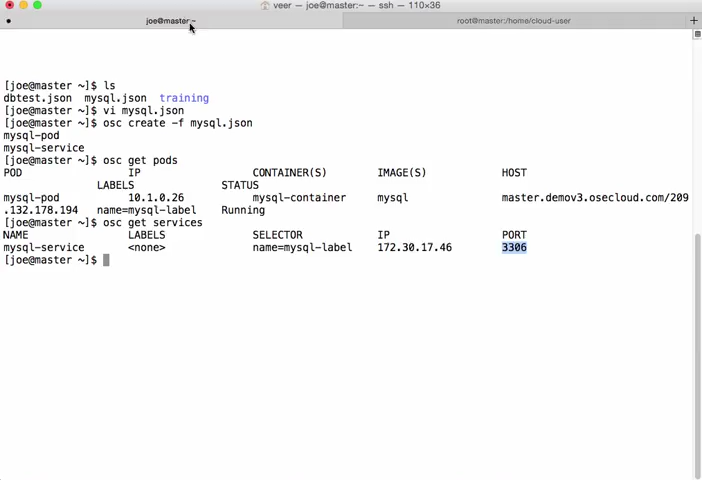 veer — joe@master:~ — ssh — 110×36
joe@master:~
root@master:/home/cloud-user
[joe@master ~]$ ls
dbtest.json  mysql.json  training
[joe@master ~]$ vi mysql.json
[joe@master ~]$ osc create -f mysql.json
mysql-pod
mysql-service
[joe@master ~]$ osc get pods
POD                 IP                  CONTAINER(S)        IMAGE(S)            HOST
               LABELS              STATUS
mysql-pod           10.1.0.26           mysql-container     mysql               master.demov3.osecloud.com/209
.132.178.194   name=mysql-label    Running
[joe@master ~]$ osc get services
NAME                LABELS              SELECTOR            IP                  PORT
mysql-service       <none>              name=mysql-label    172.30.17.46        3306
[joe@master ~]$